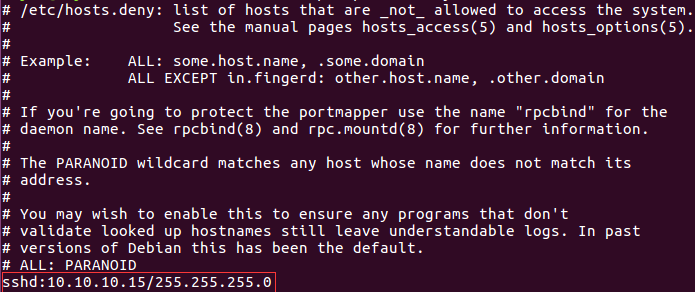 # /etc/hosts.deny: list of hosts that are _not_ allowed to access the system.
#                  See the manual pages hosts_access(5) and hosts_options(5).
#
# Example:    ALL: some.host.name, .some.domain
#             ALL EXCEPT in.fingerd: other.host.name, .other.domain
#
# If you're going to protect the portmapper use the name "rpcbind" for the
# daemon name. See rpcbind(8) and rpc.mountd(8) for further information.
#
# The PARANOID wildcard matches any host whose name does not match its
# address.
#
# You may wish to enable this to ensure any programs that don't
# validate looked up hostnames still leave understandable logs. In past
# versions of Debian this has been the default.
# ALL: PARANOID
sshd:10.10.10.15/255.255.255.0